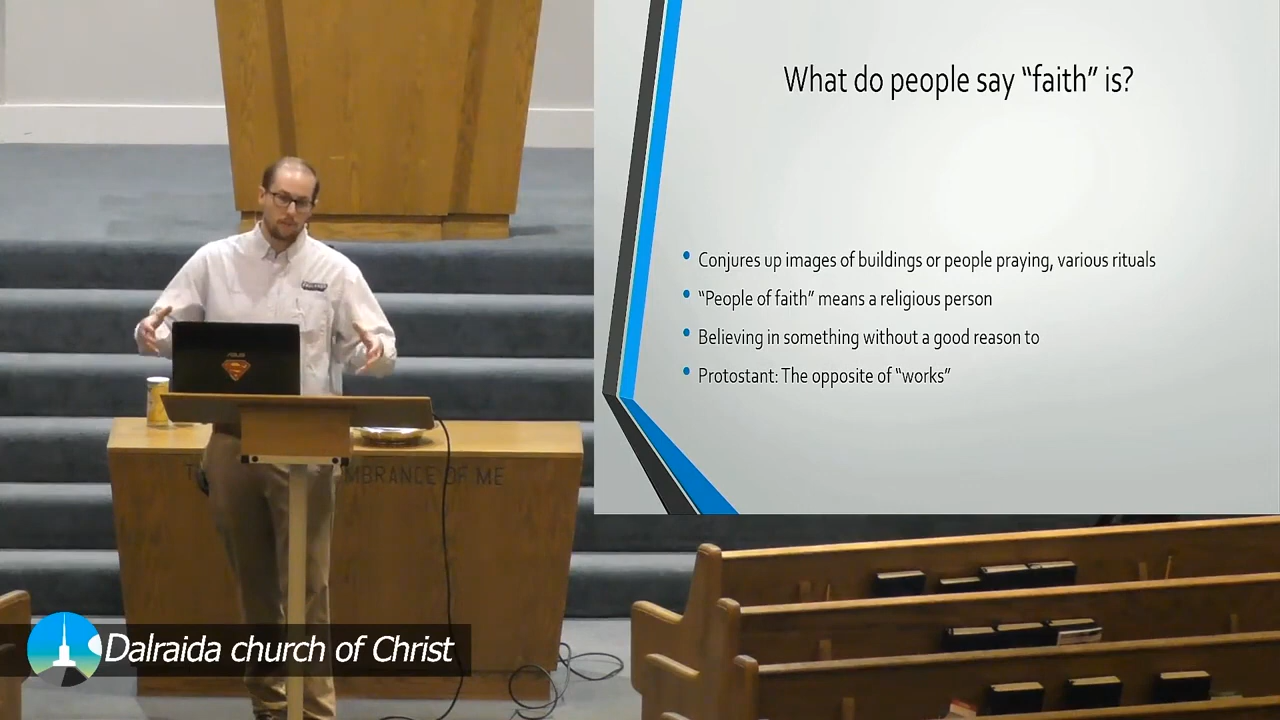 What do people say “faith” is?
Conjures up images of buildings or people praying, various rituals
“People of faith” means a religious person
Believing in something without a good reason to
Protostant: The opposite of “works”
ASUS
MBRANCE OF ME
Dalraida church of Christ